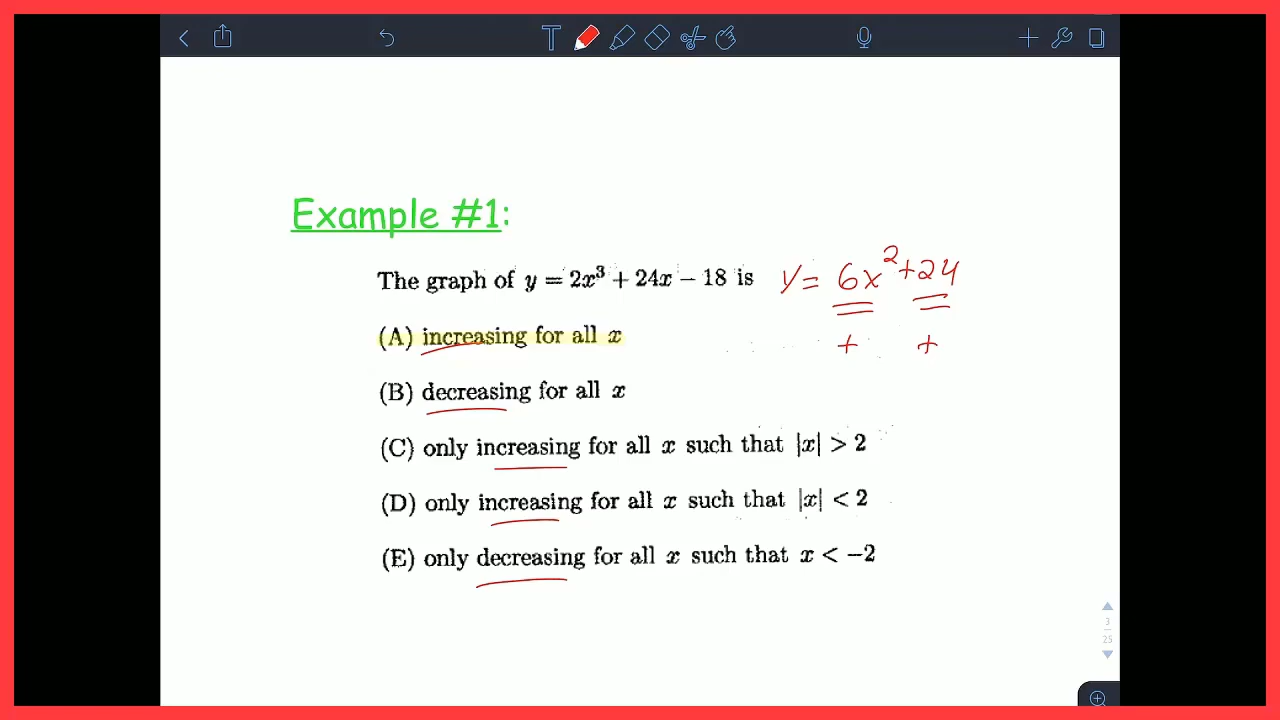 Example #1:
The graph of y = 2x³ + 24x − 18 is
y = 6x² + 24
+ +
(A) increasing for all x
(B) decreasing for all x
(C) only increasing for all x such that |x| > 2
(D) only increasing for all x such that |x| < 2
(E) only decreasing for all x such that x < −2
3
25